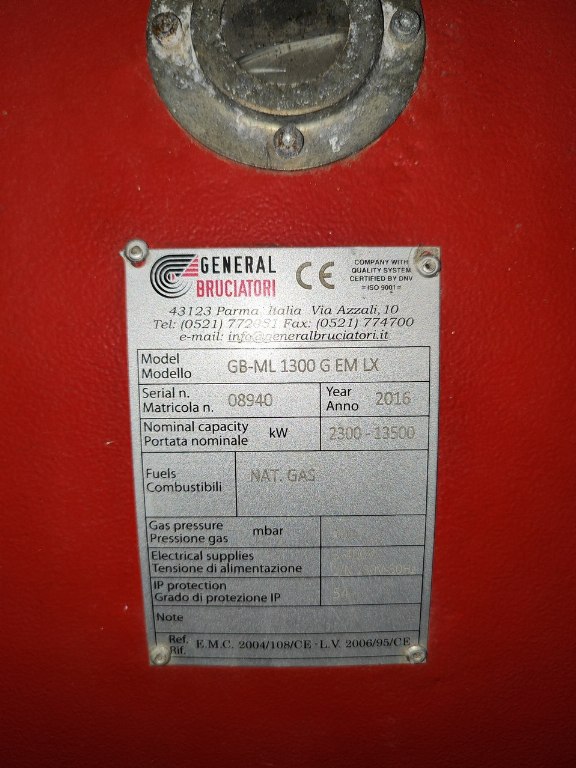 GENERAL
BRUCIATORI
CE
COMPANY WITH
QUALITY SYSTEM
CERTIFIED BY DNV
= ISO 9001 =
43123 Parma Italia Via Azzali, 10
Tel: (0521) Fax: (0521) 774700
e-mail: info@generalbruciatori.it
Model
Modello
GB-ML 1300 G EM LX
Serial n.
Matricola n.
08940
Year
Anno
2016
Nominal capacity
Portata nominale
kW
2300 - 13500
Fuels
Combustibili
NAT. GAS
Gas pressure
Pressione gas
mbar
Electrical supplies
Tensione di alimentazione
IP protection
Grado di protezione IP
Note
Ref.
Rif.
E.M.C. 2004/108/CE - L.V. 2006/95/CE